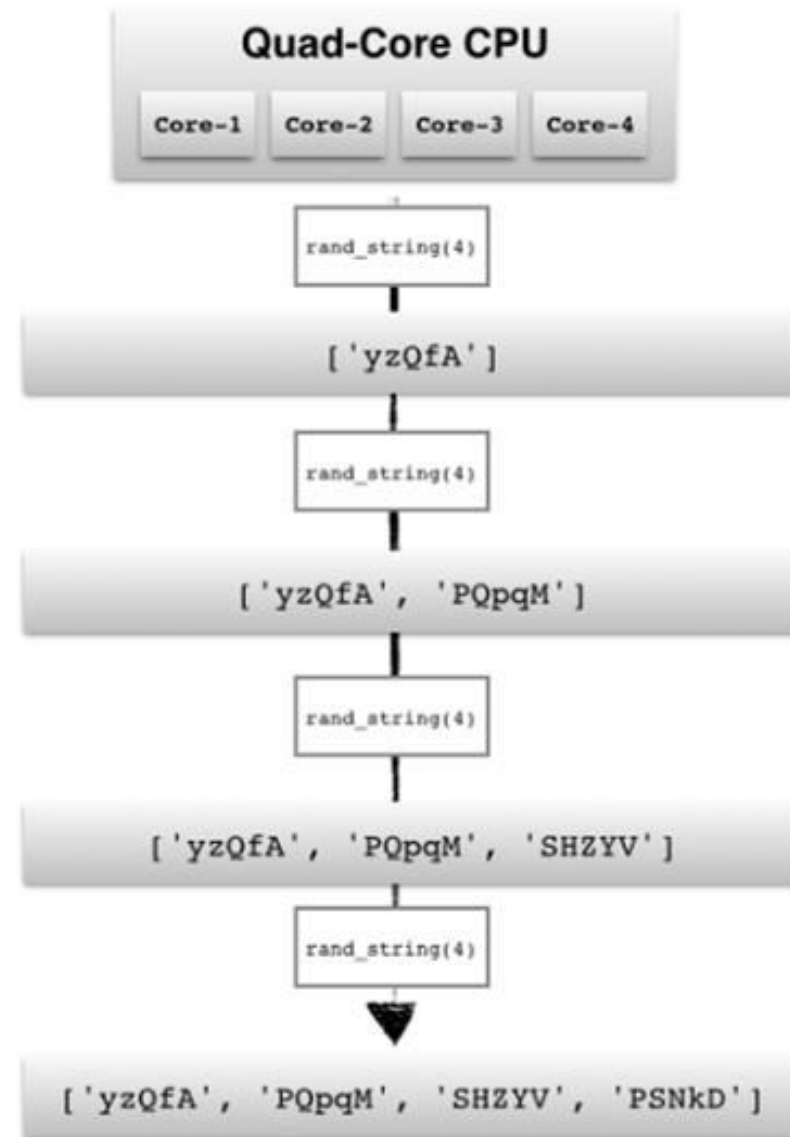 Quad-Core CPU
Core-1 Core-2 Core-3 Core-4
rand_string(4)
['yzQfA']
rand_string(4)
['yzQfA', 'PQpqM']
rand_string(4)
['yzQfA', 'PQpqM', 'SHZYV']
rand_string(4)
['yzQfA', 'PQpqM', 'SHZYV', 'PSNkD']